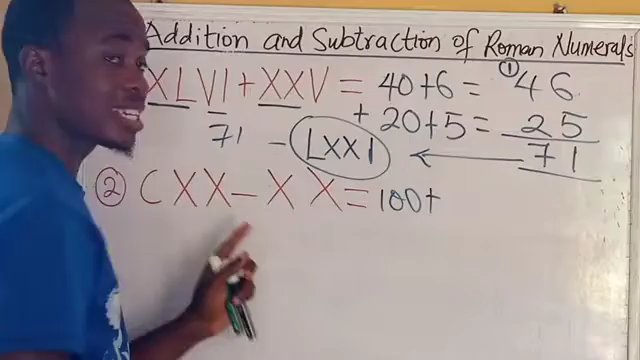 Addition and Subtraction of Roman Numerals
XLVI + XXV = 40+6 = 46
+ 20+5 = 25
71 - LXXI ← 71
② CXX - XX = 100+